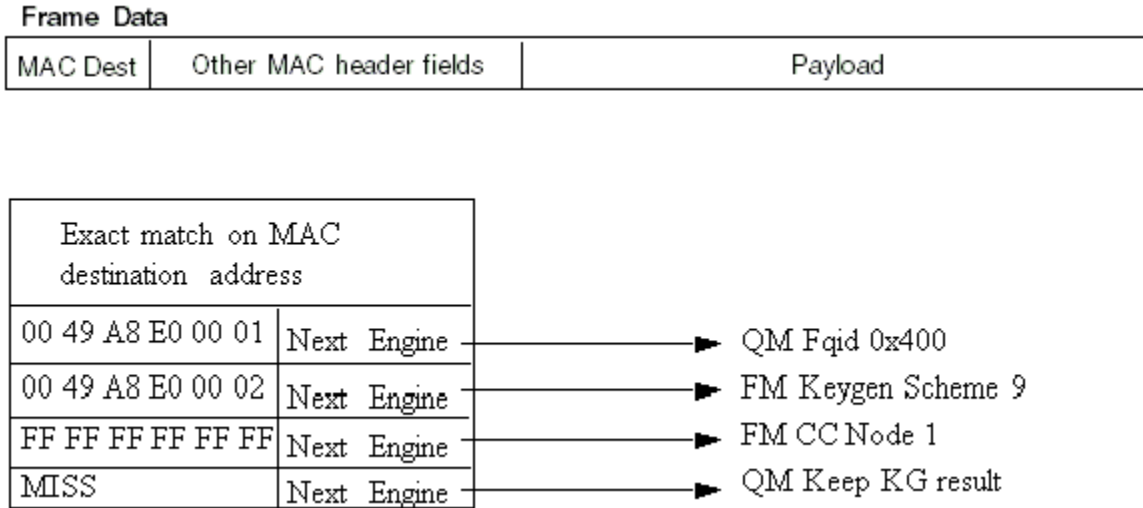 Frame Data
MAC Dest Other MAC header fields Payload
Exact match on MAC
destination address
00 49 A8 E0 00 01 Next Engine QM Fqid 0x400
00 49 A8 E0 00 02 Next Engine FM Keygen Scheme 9
FF FF FF FF FF FF Next Engine FM CC Node 1
MISS Next Engine QM Keep KG result